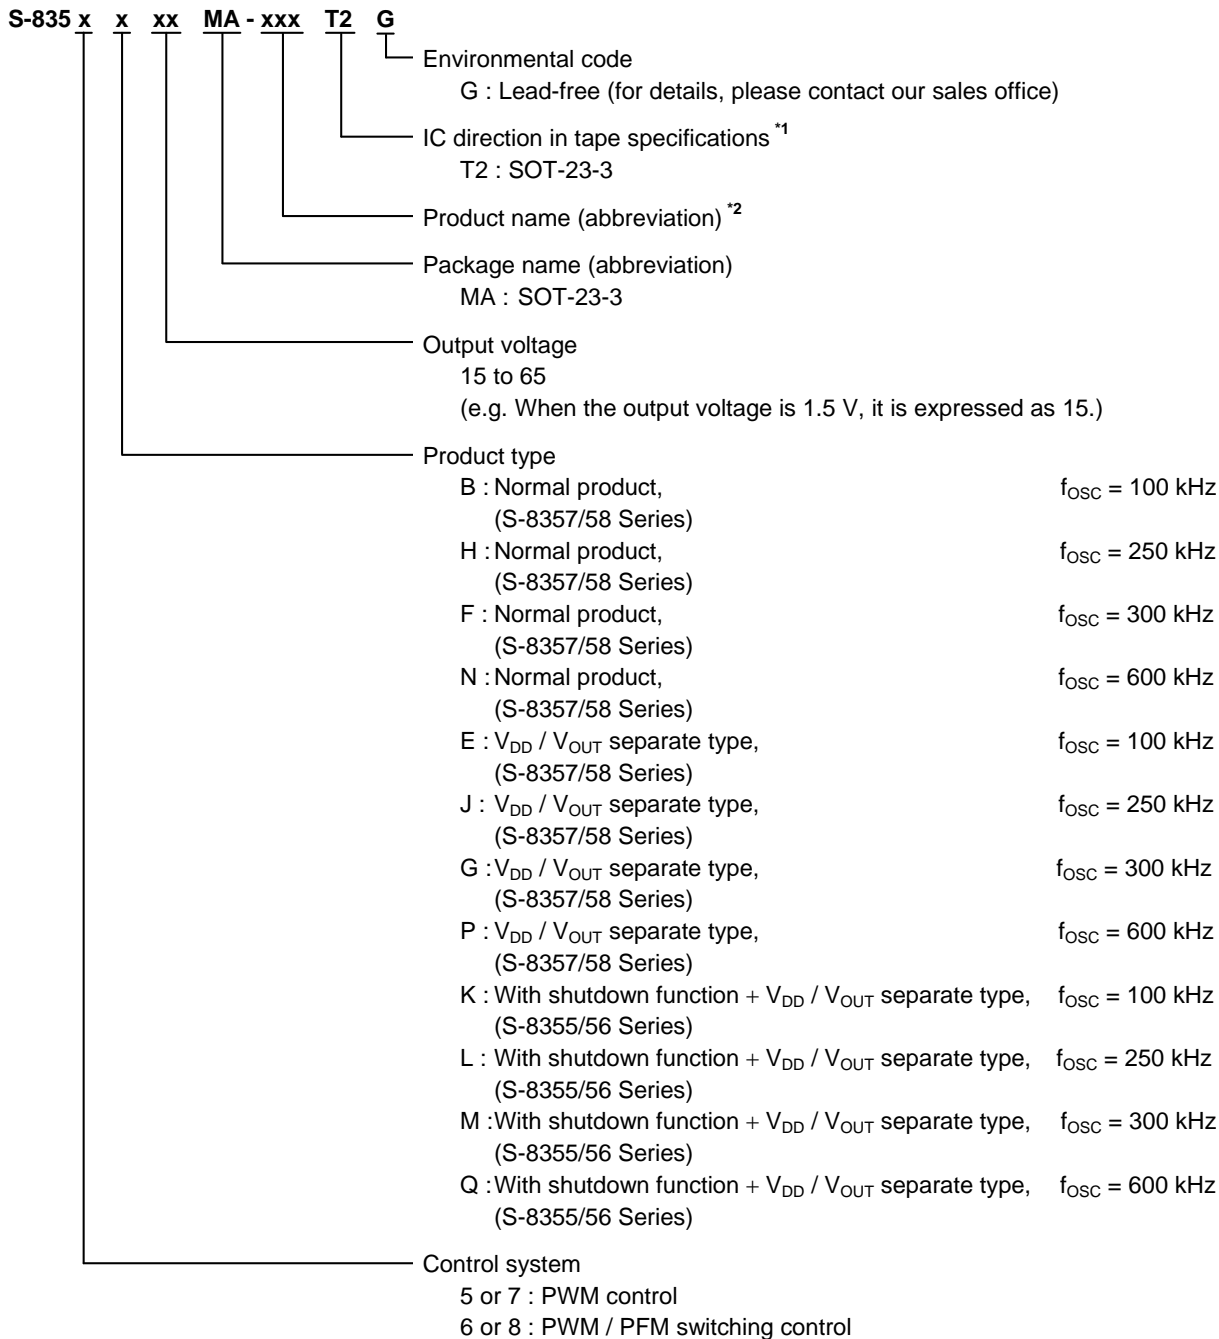 S-835 x x xx MA - xxx T2 G
Environmental code
G : Lead-free (for details, please contact our sales office)
IC direction in tape specifications *1
T2 : SOT-23-3
Product name (abbreviation) *2
Package name (abbreviation)
MA : SOT-23-3
Output voltage
15 to 65
(e.g. When the output voltage is 1.5 V, it is expressed as 15.)
Product type
B : Normal product, fOSC = 100 kHz
(S-8357/58 Series)
H : Normal product, fOSC = 250 kHz
(S-8357/58 Series)
F : Normal product, fOSC = 300 kHz
(S-8357/58 Series)
N : Normal product, fOSC = 600 kHz
(S-8357/58 Series)
E : VDD / VOUT separate type, fOSC = 100 kHz
(S-8357/58 Series)
J : VDD / VOUT separate type, fOSC = 250 kHz
(S-8357/58 Series)
G : VDD / VOUT separate type, fOSC = 300 kHz
(S-8357/58 Series)
P : VDD / VOUT separate type, fOSC = 600 kHz
(S-8357/58 Series)
K : With shutdown function + VDD / VOUT separate type, fOSC = 100 kHz
(S-8355/56 Series)
L : With shutdown function + VDD / VOUT separate type, fOSC = 250 kHz
(S-8355/56 Series)
M : With shutdown function + VDD / VOUT separate type, fOSC = 300 kHz
(S-8355/56 Series)
Q : With shutdown function + VDD / VOUT separate type, fOSC = 600 kHz
(S-8355/56 Series)
Control system
5 or 7 : PWM control
6 or 8 : PWM / PFM switching control